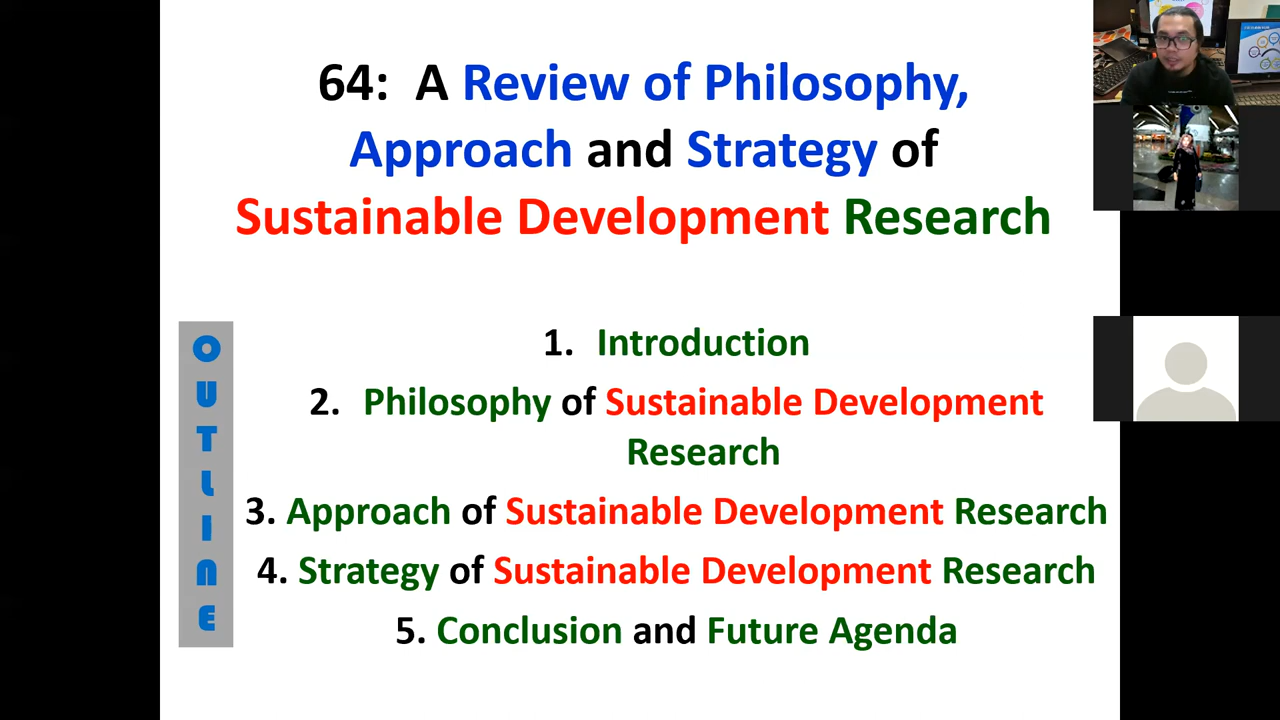 64: A Review of Philosophy,
Approach and Strategy of
Sustainable Development Research
OUTLINE
1. Introduction
2. Philosophy of Sustainable Development
Research
3. Approach of Sustainable Development Research
4. Strategy of Sustainable Development Research
5. Conclusion and Future Agenda